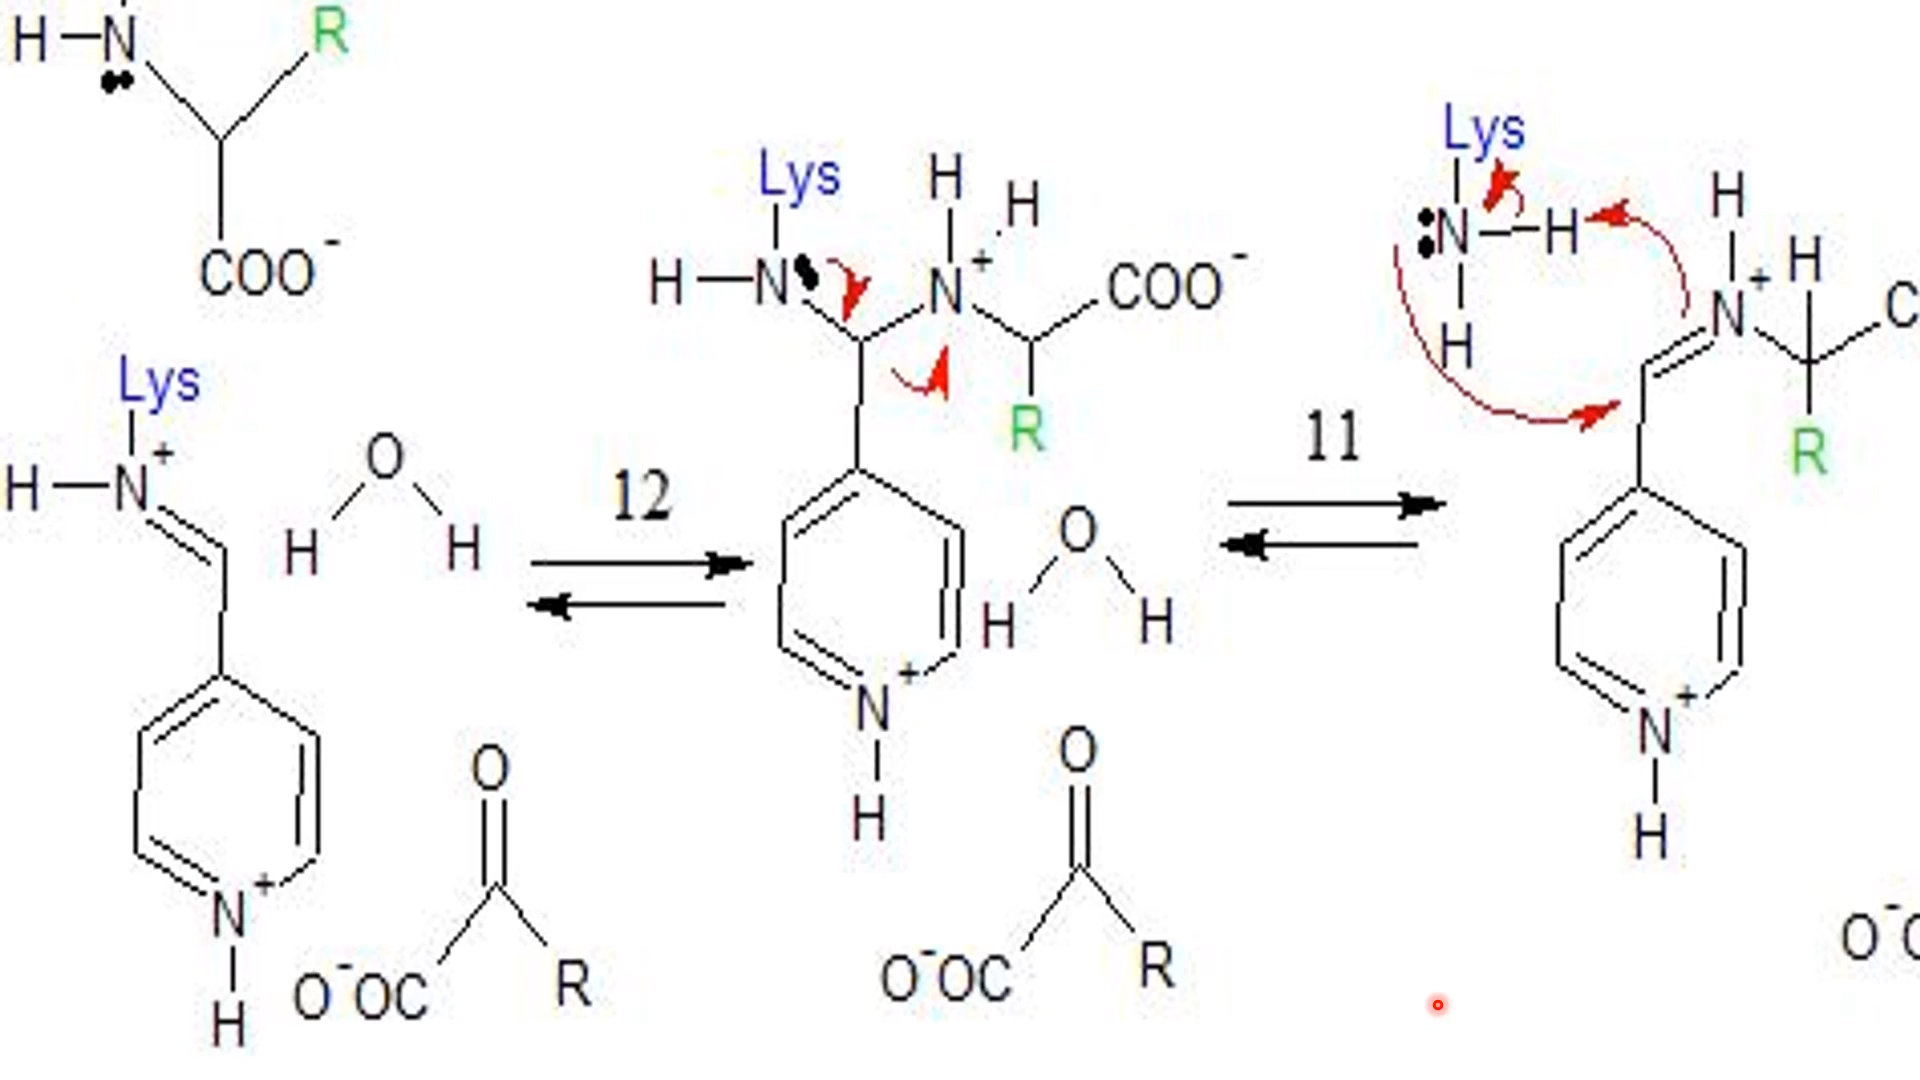 H N R
COO-
Lys
H N+
O
H H
12
N+
H
O
O-OC R
Lys H H
H N N+ COO-
R
O
H H
N+
H
O
O-OC R
11
Lys
N H
H
H
N+ H C
R
N+
H
O-C